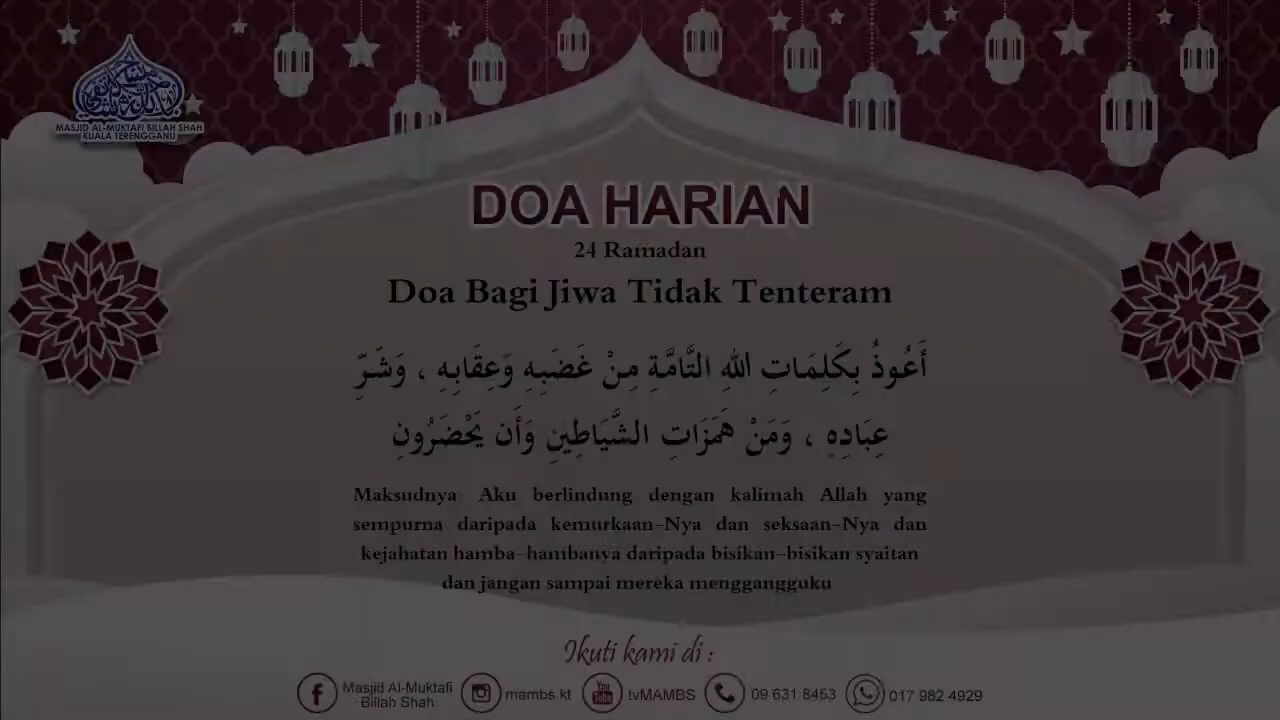 MASJID AL-MUKTAFI BILLAH SHAH
KUALA TERENGGANU
DOA HARIAN
24 Ramadan
Doa Bagi Jiwa Tidak Tenteram
أَعُوذُ بِكَلِمَاتِ اللهِ التَّامَّةِ مِنْ غَضَبِهِ وَعِقَابِهِ ، وَشَرِّ
عِبَادِهِ ، وَمَنْ هَمَزَاتِ الشَّيَاطِينِ وَأَن يَحْضَرُونِ
Maksudnya: Aku berlindung dengan kalimah Allah yang
sempurna daripada kemurkaan-Nya dan seksaan-Nya dan
kejahatan hamba-hambanya daripada bisikan-bisikan syaitan
dan jangan sampai mereka menggangguku
Ikuti kami di :
Masjid Al-Muktafi
Billah Shah
mambs.kt
You
Tube
tvMAMBS
09 631 8453
017 982 4929